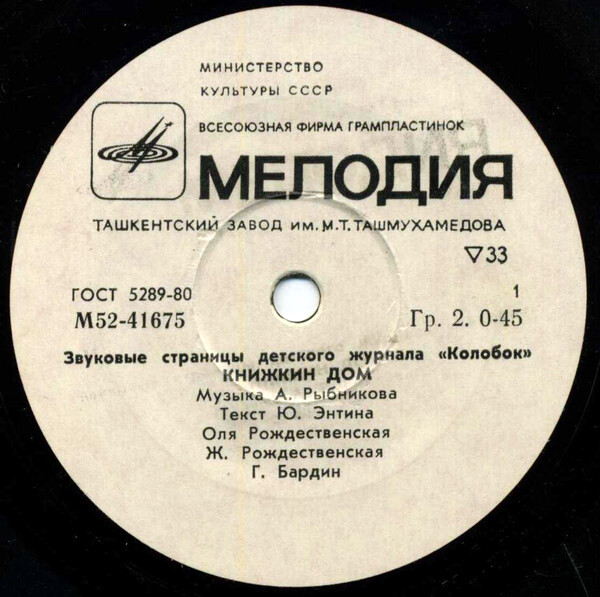 МИНИСТЕРСТВО
КУЛЬТУРЫ СССР
ВСЕСОЮЗНАЯ ФИРМА ГРАМПЛАСТИНОК
МЕЛОДИЯ
ТАШКЕНТСКИЙ ЗАВОД ИМ. М.Т. ТАШМУХАМЕДОВА
▽33
ГОСТ 5289-80 1
М52-41675 Гр. 2. 0-45
Звуковые страницы детского журнала «Колобок»
КНИЖКИН ДОМ
Музыка А. Рыбникова
Текст Ю. Энтина
Оля Рождественская
Ж. Рождественская
Г. Бардин